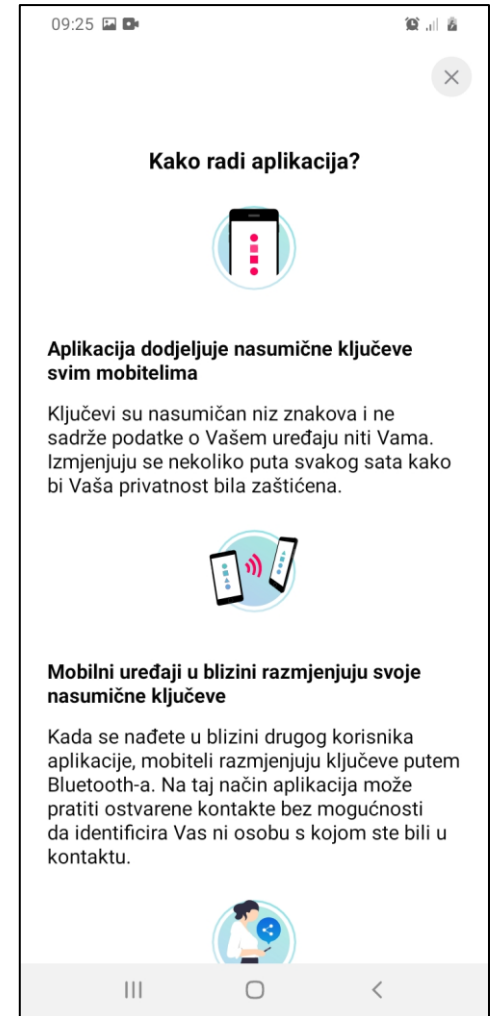 09:25
Kako radi aplikacija?
Aplikacija dodjeljuje nasumične ključeve
svim mobitelima
Ključevi su nasumičan niz znakova i ne
sadrže podatke o Vašem uređaju niti Vama.
Izmjenjuju se nekoliko puta svakog sata kako
bi Vaša privatnost bila zaštićena.
Mobilni uređaji u blizini razmjenjuju svoje
nasumične ključeve
Kada se nađete u blizini drugog korisnika
aplikacije, mobiteli razmjenjuju ključeve putem
Bluetooth-a. Na taj način aplikacija može
pratiti ostvarene kontakte bez mogućnosti
da identificira Vas ni osobu s kojom ste bili u
kontaktu.